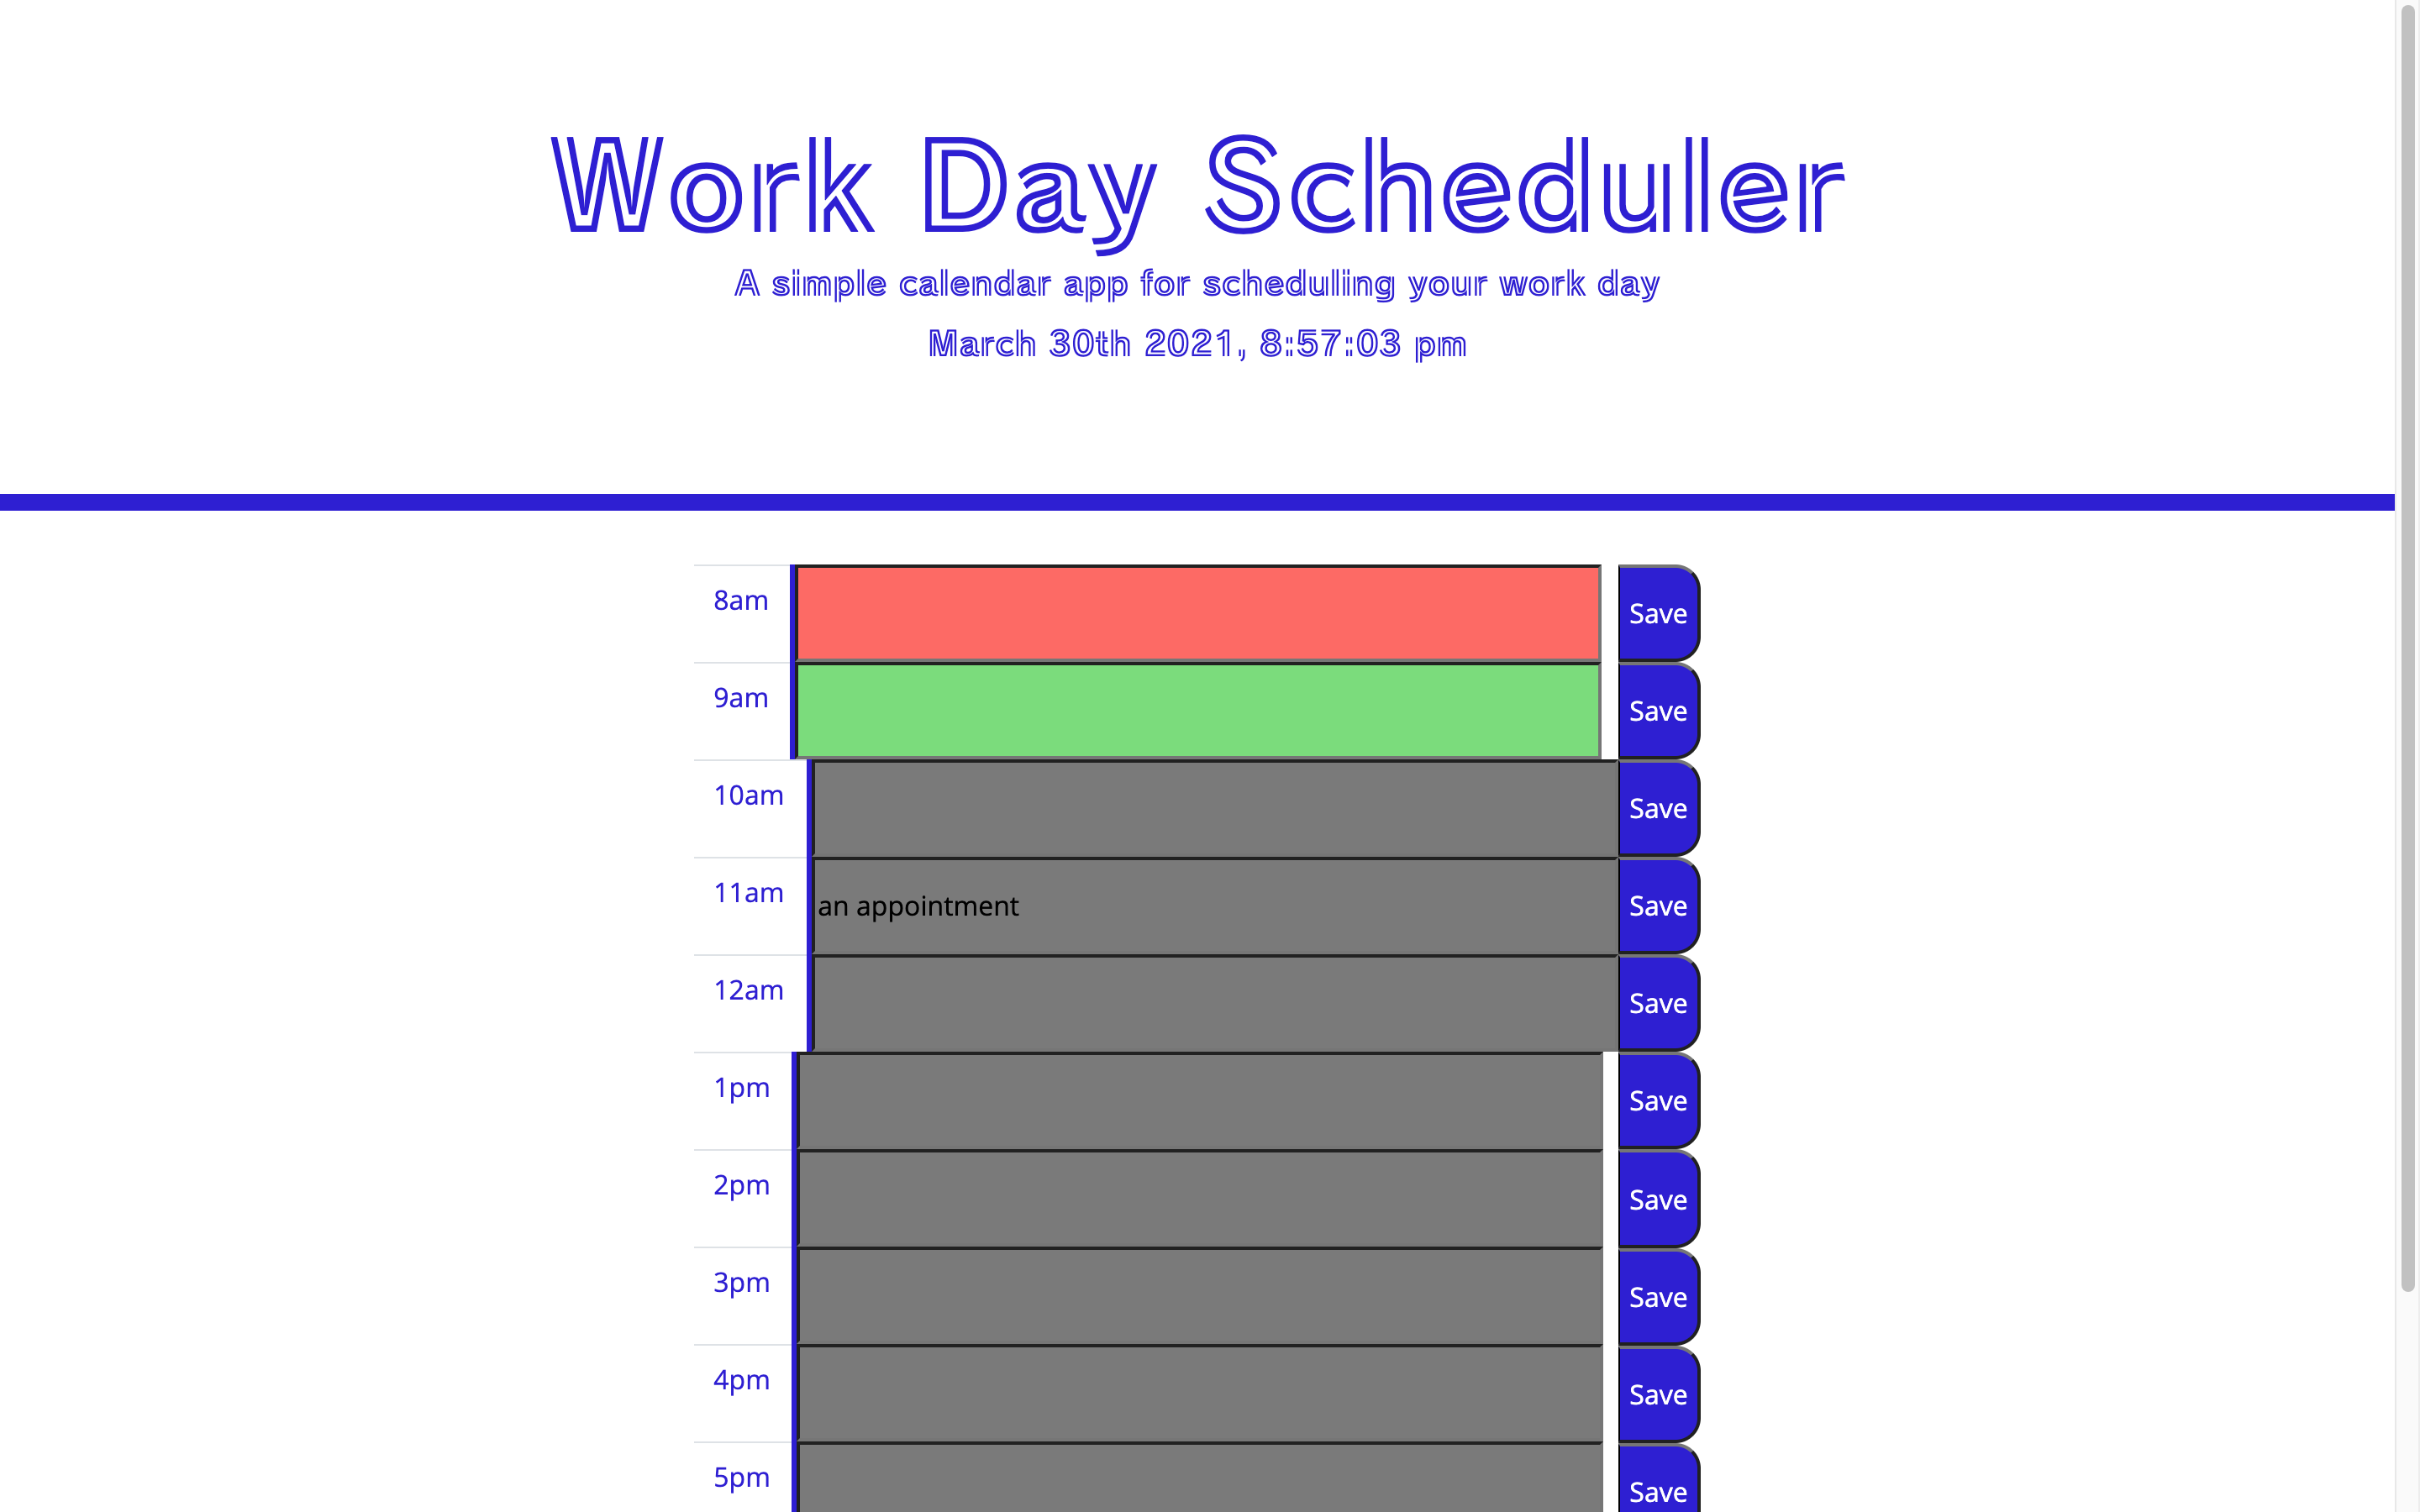 Work Day Scheduler
A simple calendar app for scheduling your work day
March 30th 2021, 8:57:03 pm
8am Save
9am Save
10am Save
11am an appointment Save
12am Save
1pm Save
2pm Save
3pm Save
4pm Save
5pm Save